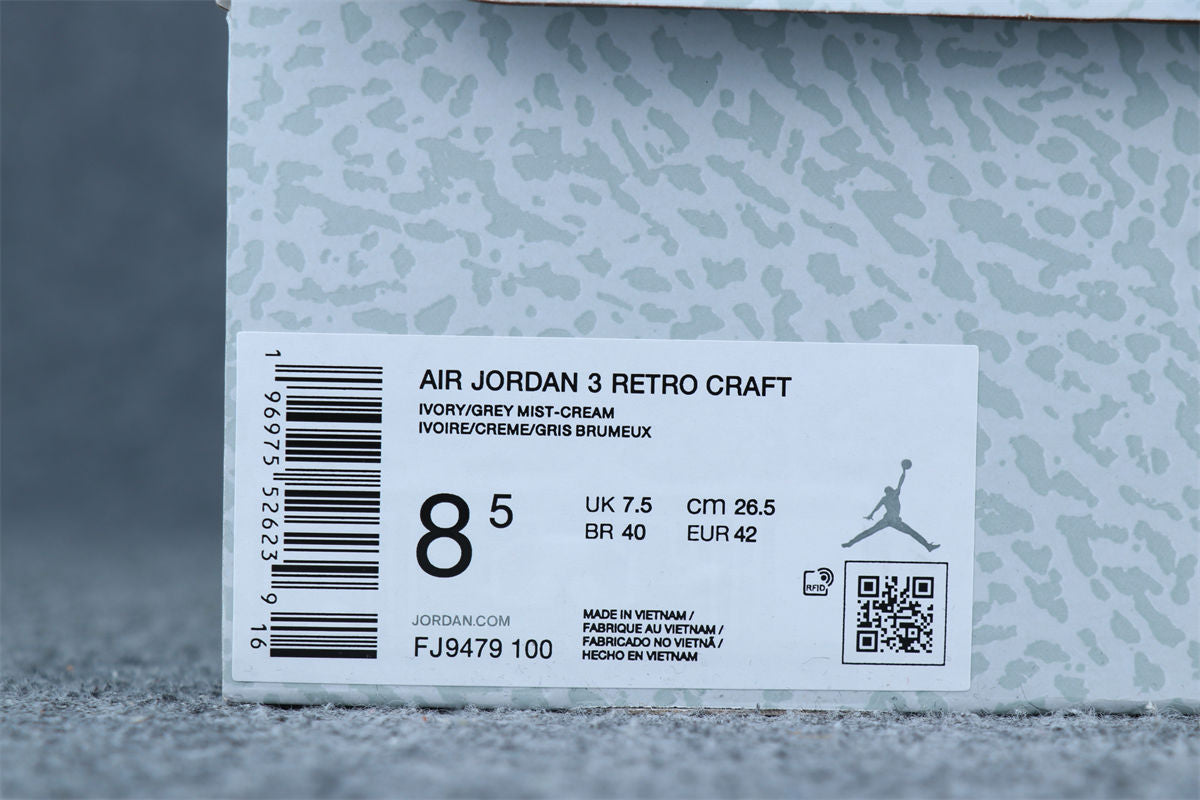 1 96975 52623 9 16
AIR JORDAN 3 RETRO CRAFT
IVORY/GREY MIST-CREAM
IVOIRE/CREME/GRIS BRUMEUX
8 5
UK 7.5 cm 26.5
BR 40 EUR 42
RFID
JORDAN.COM
FJ9479 100
MADE IN VIETNAM /
FABRIQUE AU VIETNAM /
FABRICADO NO VIETNÃ /
HECHO EN VIETNAM